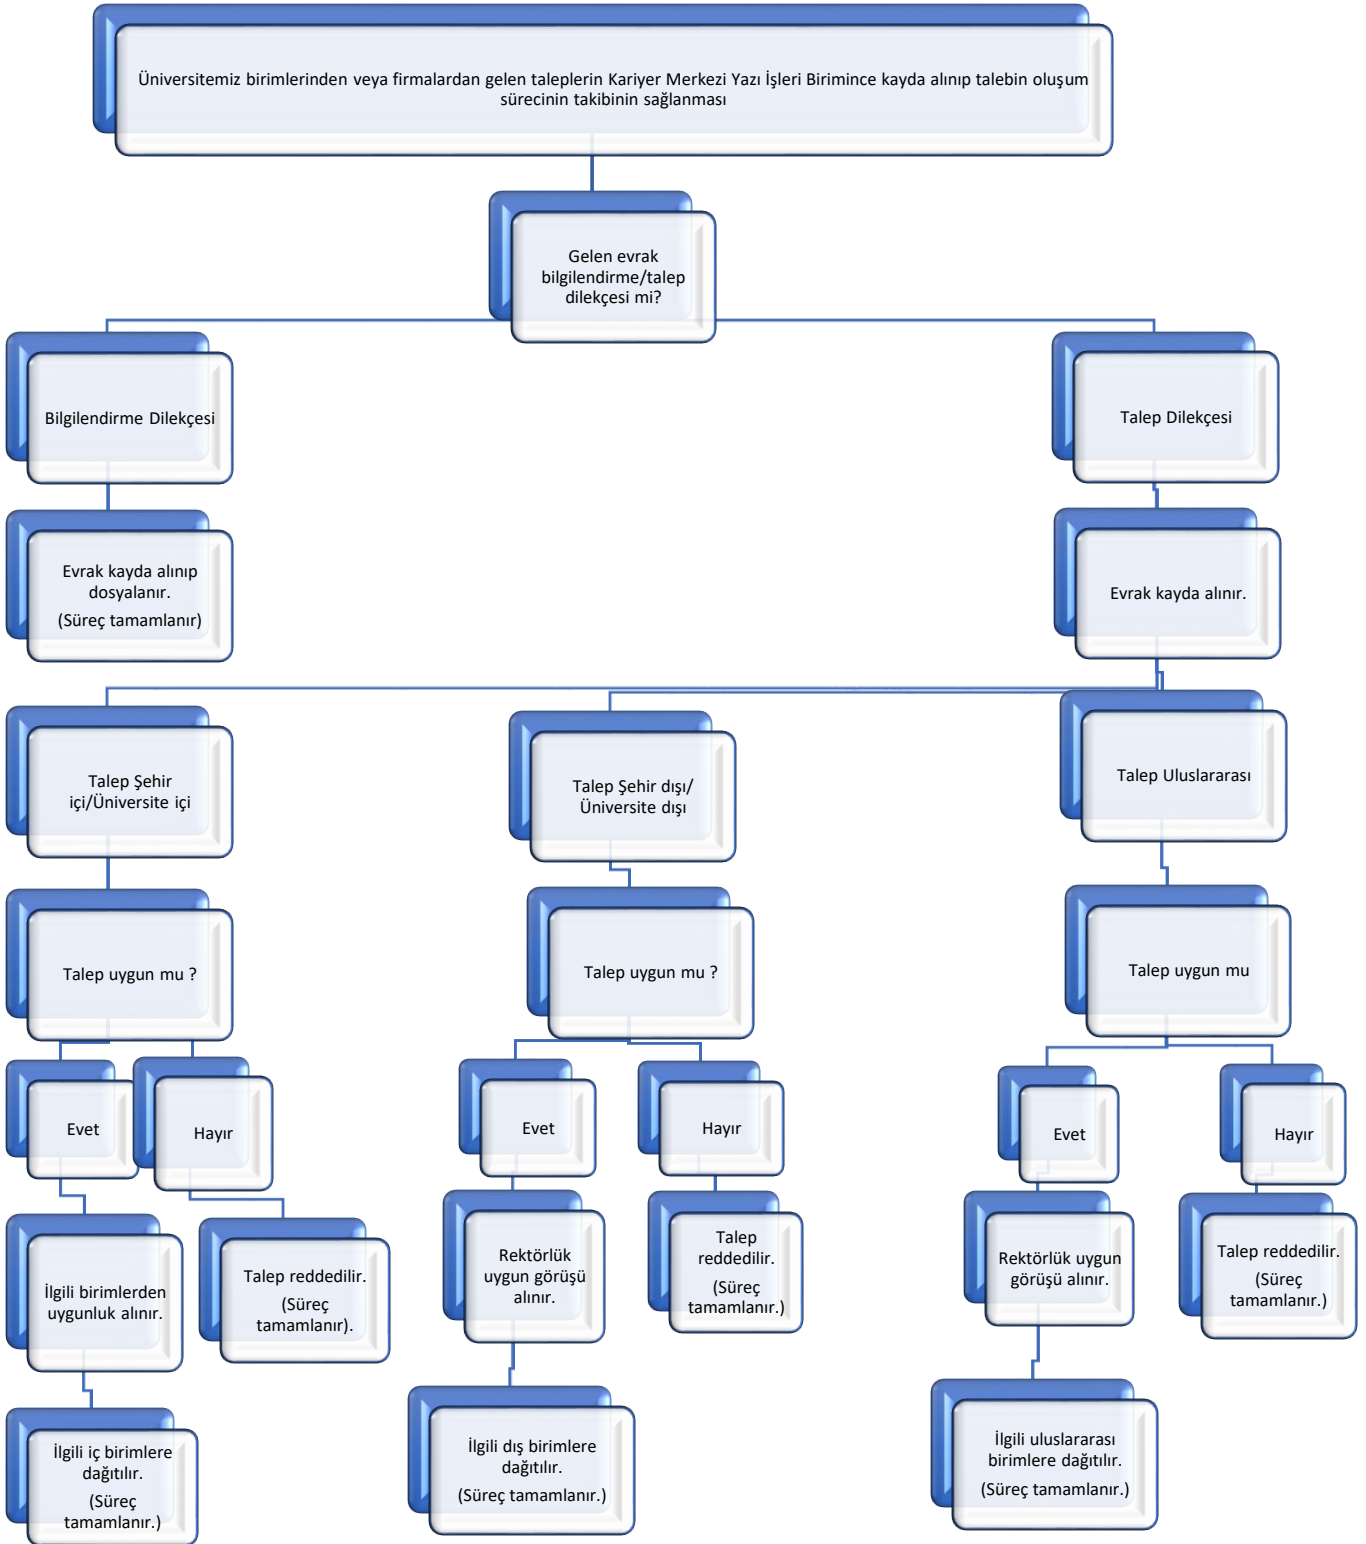 Üniversitemiz birimlerinden veya firmalardan gelen taleplerin Kariyer Merkezi Yazı İşleri Birimince kayda alınıp talebin oluşum
sürecinin takibinin sağlanması
Gelen evrak
bilgilendirme/talep
dilekçesi mi?
Bilgilendirme Dilekçesi
Talep Dilekçesi
Evrak kayda alınıp
dosyalanır.
(Süreç tamamlanır)
Evrak kayda alınır.
Talep Şehir
içi/Üniversite içi
Talep Şehir dışı/
Üniversite dışı
Talep Uluslararası
Talep uygun mu ?
Talep uygun mu ?
Talep uygun mu
Evet
Hayır
Evet
Hayır
Evet
Hayır
İlgili birimlerden
uygunluk alınır.
Talep reddedilir.
(Süreç
tamamlanır).
Rektörlük
uygun görüşü
alınır.
Talep
reddedilir.
(Süreç
tamamlanır.)
Rektörlük uygun
görüşü alınır.
Talep reddedilir.
(Süreç
tamamlanır.)
İlgili iç birimlere
dağıtılır.
(Süreç
tamamlanır.)
İlgili dış birimlere
dağıtılır.
(Süreç tamamlanır.)
İlgili uluslararası
birimlere dağıtılır.
(Süreç tamamlanır.)